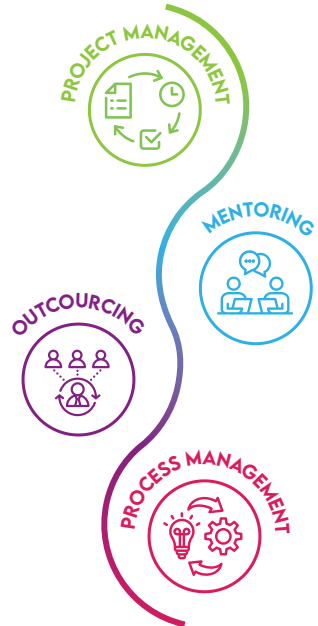 PROJECT MANAGEMENT
MENTORING
OUTCOURCING
PROCESS MANAGEMENT